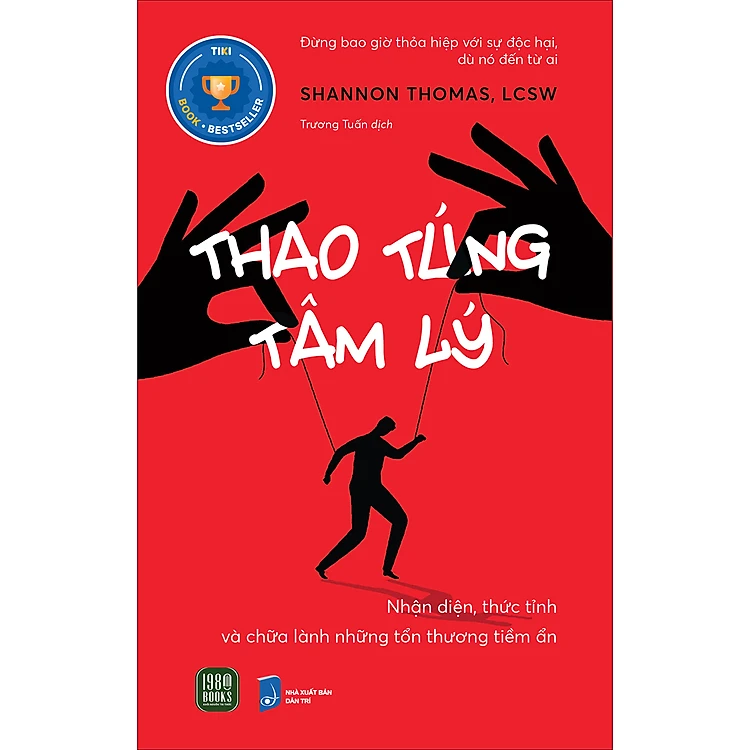 TIKI
BOOK • BESTSELLER
Đừng bao giờ thỏa hiệp với sự độc hại,
dù nó đến từ ai
SHANNON THOMAS, LCSW
Trương Tuấn dịch
THAO TÚNG
TÂM LÝ
Nhận diện, thức tỉnh
và chữa lành những tổn thương tiềm ẩn
1980
BOOKS
NHÀ XUẤT BẢN
DÂN TRÍ